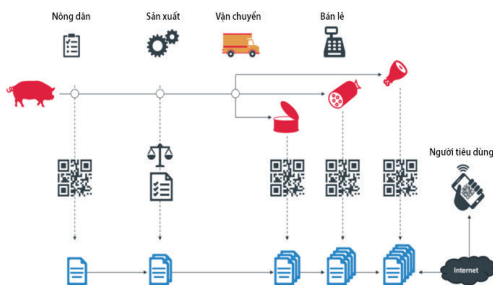 Nông dân
Sản xuất
Vận chuyển
Bán lẻ
Người tiêu dùng
Internet